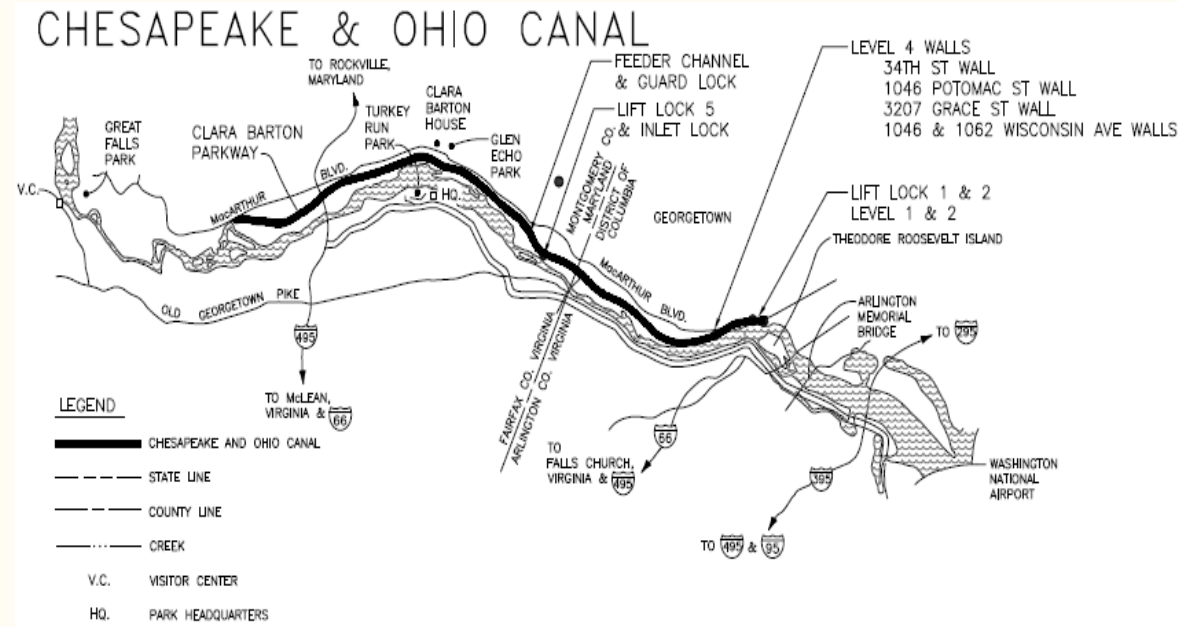 CHESAPEAKE & OHIO CANAL
TO ROCKVILLE,
MARYLAND
FEEDER CHANNEL
& GUARD LOCK
LEVEL 4 WALLS
34TH ST WALL
1046 POTOMAC ST WALL
3207 GRACE ST WALL
1046 & 1062 WISCONSIN AVE WALLS
CLARA
BARTON
HOUSE
TURKEY
RUN
PARK
LIFT LOCK 5
& INLET LOCK
GREAT
FALLS
PARK
CLARA BARTON
PARKWAY
GLEN
ECHO
PARK
MacARTHUR BLVD.
V.C.
HQ.
MONTGOMERY CO.
MARYLAND
DISTRICT OF
COLUMBIA
GEORGETOWN
LIFT LOCK 1 & 2
LEVEL 1 & 2
THEODORE ROOSEVELT ISLAND
MacARTHUR BLVD.
OLD GEORGETOWN PIKE
ARLINGTON
MEMORIAL
BRIDGE
TO 295
495
TO McLEAN,
VIRGINIA & 66
FAIRFAX CO. VIRGINIA
ARLINGTON CO. VIRGINIA
66
TO
FALLS CHURCH,
VIRGINIA & 495
395
TO 495 & 95
WASHINGTON
NATIONAL
AIRPORT
LEGEND
CHESAPEAKE AND OHIO CANAL
STATE LINE
COUNTY LINE
CREEK
V.C. VISITOR CENTER
HQ. PARK HEADQUARTERS